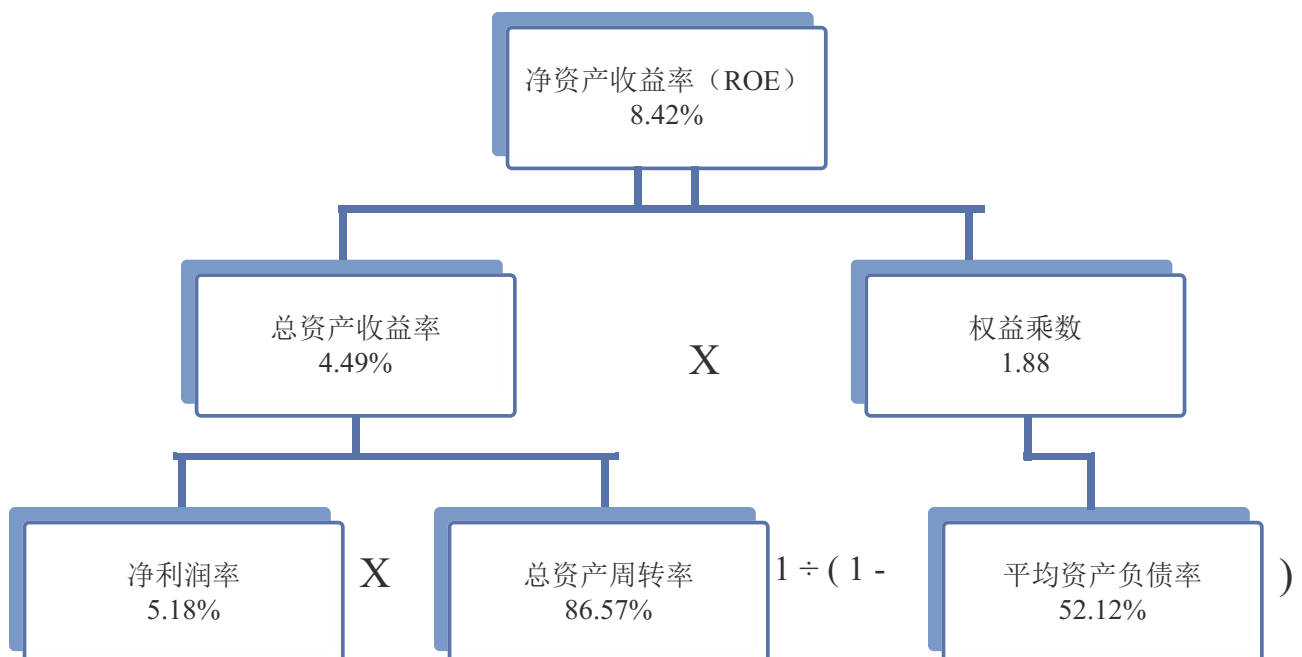 净资产收益率（ROE）
8.42%
总资产收益率
4.49%
X
权益乘数
1.88
净利润率
5.18%
X
总资产周转率
86.57%
1 ÷ ( 1 -
平均资产负债率
52.12%
)